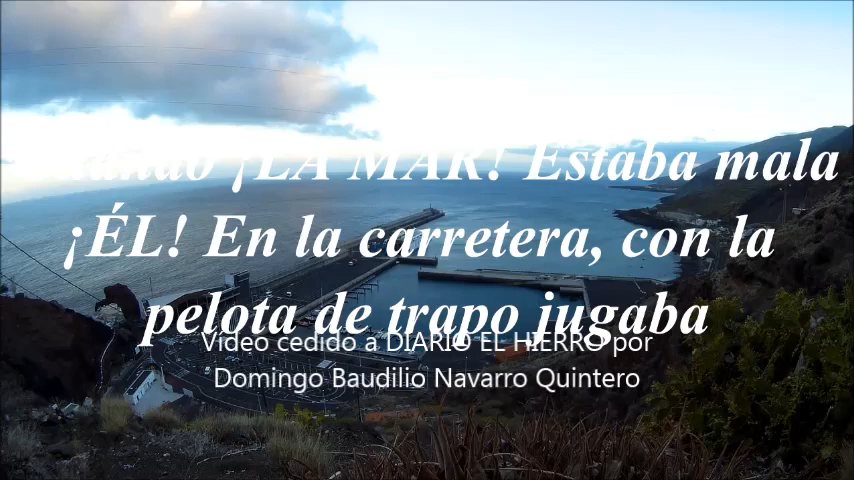 ¡LA MAR! Estaba mala
¡ÉL! En la carretera, con la
pelota de trapo jugaba
Vídeo cedido a DIARIO EL HIERRO por
Domingo Baudilio Navarro Quintero